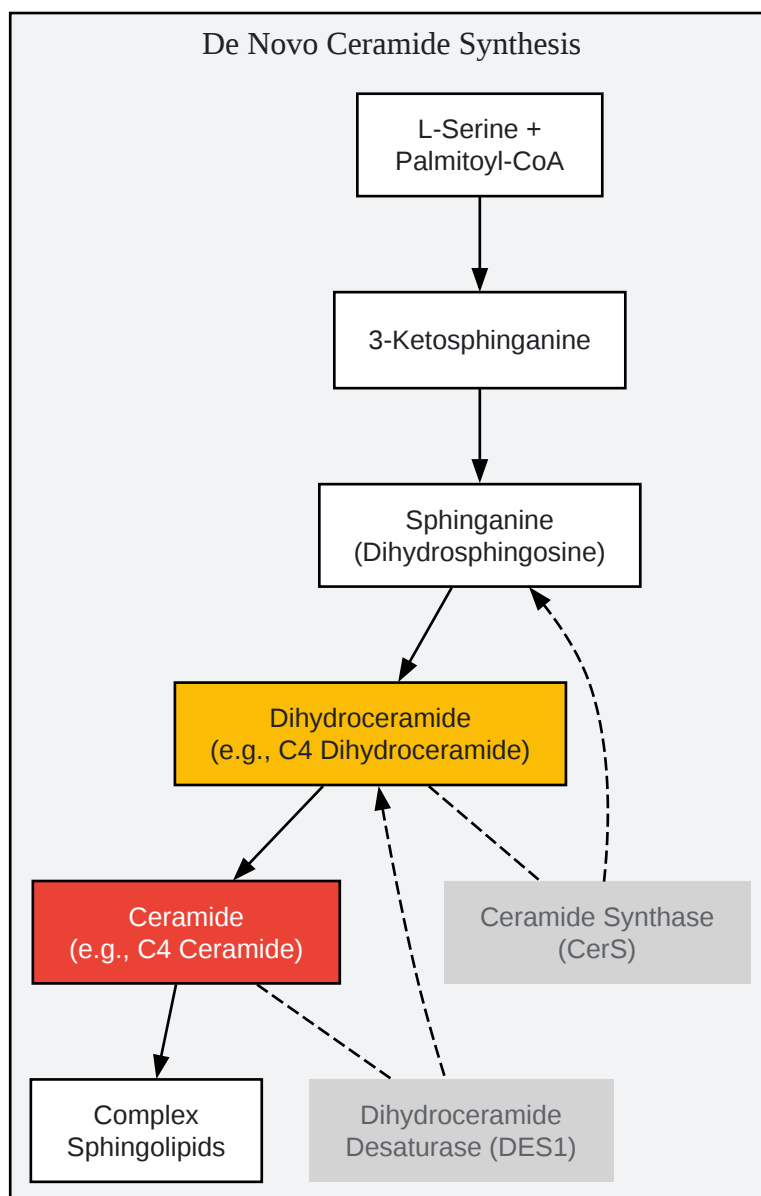 De Novo Ceramide Synthesis
L-Serine +
Palmitoyl-CoA
3-Ketosphinganine
Sphinganine
(Dihydrosphingosine)
Dihydroceramide
(e.g., C4 Dihydroceramide)
Ceramide
(e.g., C4 Ceramide)
Ceramide Synthase
(CerS)
Complex
Sphingolipids
Dihydroceramide
Desaturase (DES1)